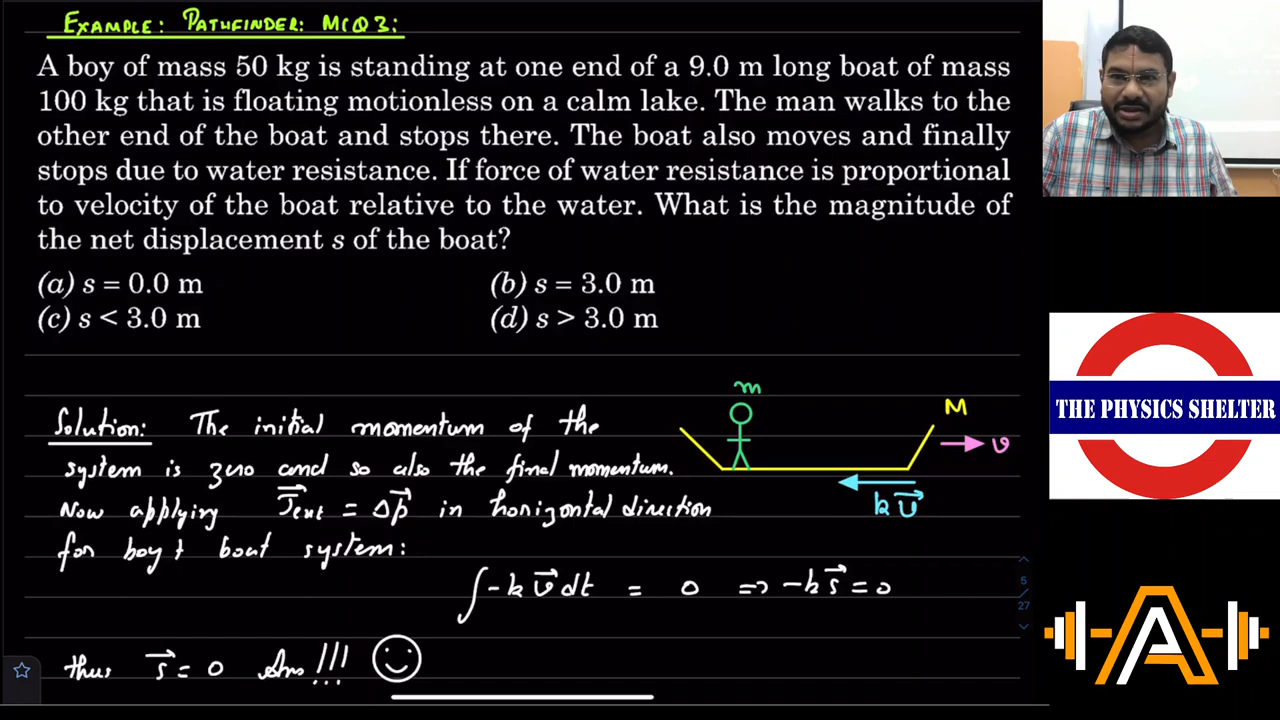 EXAMPLE: PATHFINDER: MCQ3:
A boy of mass 50 kg is standing at one end of a 9.0 m long boat of mass
100 kg that is floating motionless on a calm lake. The man walks to the
other end of the boat and stops there. The boat also moves and finally
stops due to water resistance. If force of water resistance is proportional
to velocity of the boat relative to the water. What is the magnitude of
the net displacement s of the boat?
(a) s = 0.0 m (b) s = 3.0 m
(c) s < 3.0 m (d) s > 3.0 m
m
M
v
k v⃗
Solution: The initial momentum of the
system is zero and so also the final momentum.
Now applying J⃗ext = Δp⃗ in horizontal direction
for boy + boat system:
∫-k v⃗ dt = 0 => -k s⃗ = 0
thus s⃗ = 0 Ans !!!
THE PHYSICS SHELTER
5
27